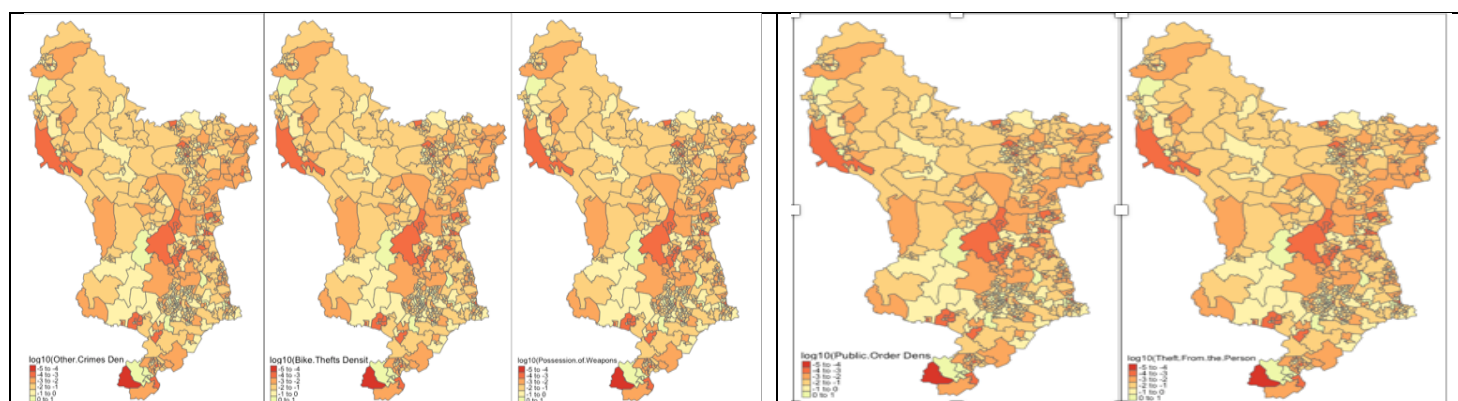 log10(Other.Crimes Den
-5 to -4
-4 to -3
-3 to -2
-2 to -1
-1 to 0
0 to 1
log10(Bike.Thefts Densit
-5 to -4
-4 to -3
-3 to -2
-2 to -1
-1 to 0
0 to 1
log10(Possession.of.Weapons
-5 to -4
-4 to -3
-3 to -2
-2 to -1
-1 to 0
0 to 1
log10(Public.Order Dens
-5 to -4
-4 to -3
-3 to -2
-2 to -1
-1 to 0
0 to 1
log10(Theft.From.the.Person
-5 to -4
-4 to -3
-3 to -2
-2 to -1
-1 to 0
0 to 1